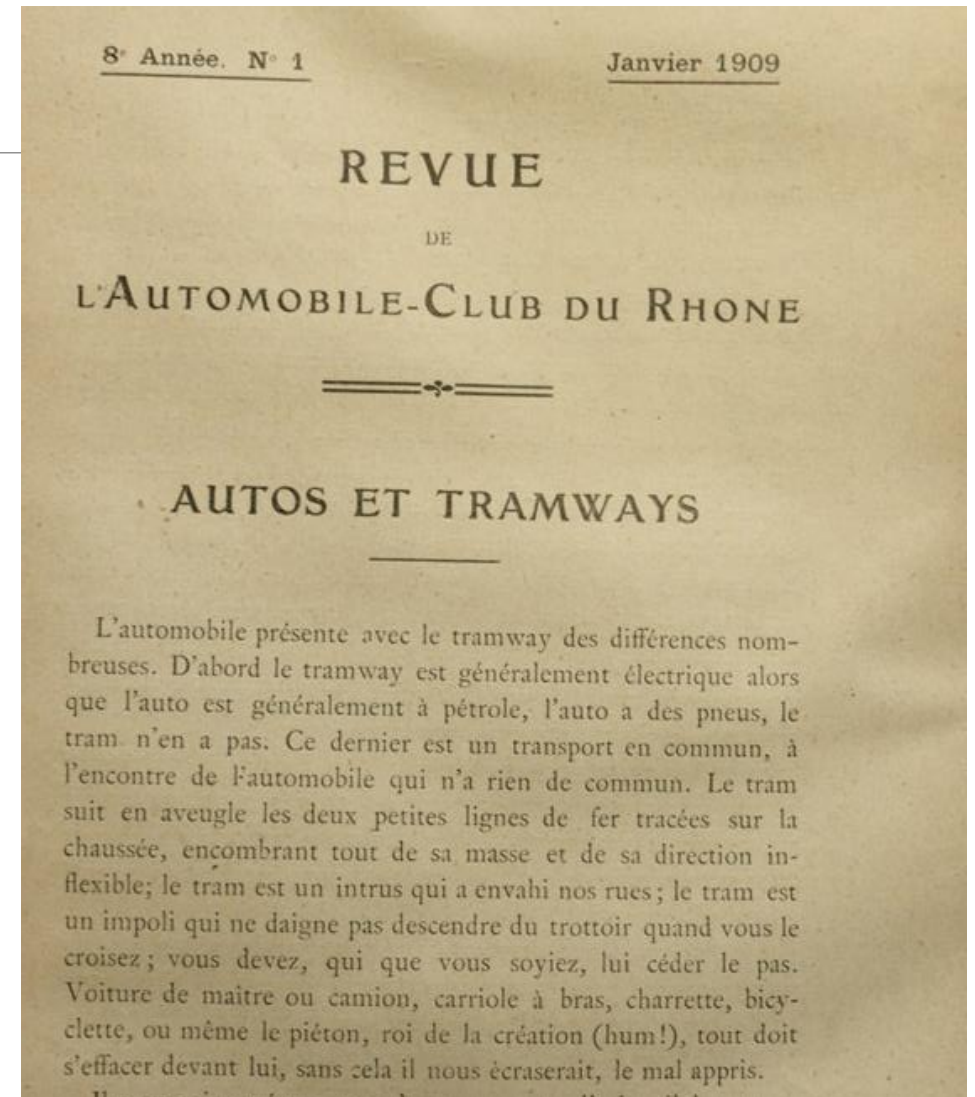 8e Année. No 1
Janvier 1909
REVUE
DE
L'AUTOMOBILE-CLUB DU RHONE
AUTOS ET TRAMWAYS
L'automobile présente avec le tramway des différences nom-
breuses. D'abord le tramway est généralement électrique alors
que l'auto est généralement à pétrole, l'auto a des pneus, le
tram n'en a pas. Ce dernier est un transport en commun, à
l'encontre de l'automobile qui n'a rien de commun. Le tram
suit en aveugle les deux petites lignes de fer tracées sur la
chaussée, encombrant tout de sa masse et de sa direction in-
flexible; le tram est un intrus qui a envahi nos rues; le tram est
un impoli qui ne daigne pas descendre du trottoir quand vous le
croisez; vous devez, qui que vous soyiez, lui céder le pas.
Voiture de maitre ou camion, carriole à bras, charrette, bicy-
clette, ou même le piéton, roi de la création (hum!), tout doit
s'effacer devant lui, sans cela il nous écraserait, le mal appris.